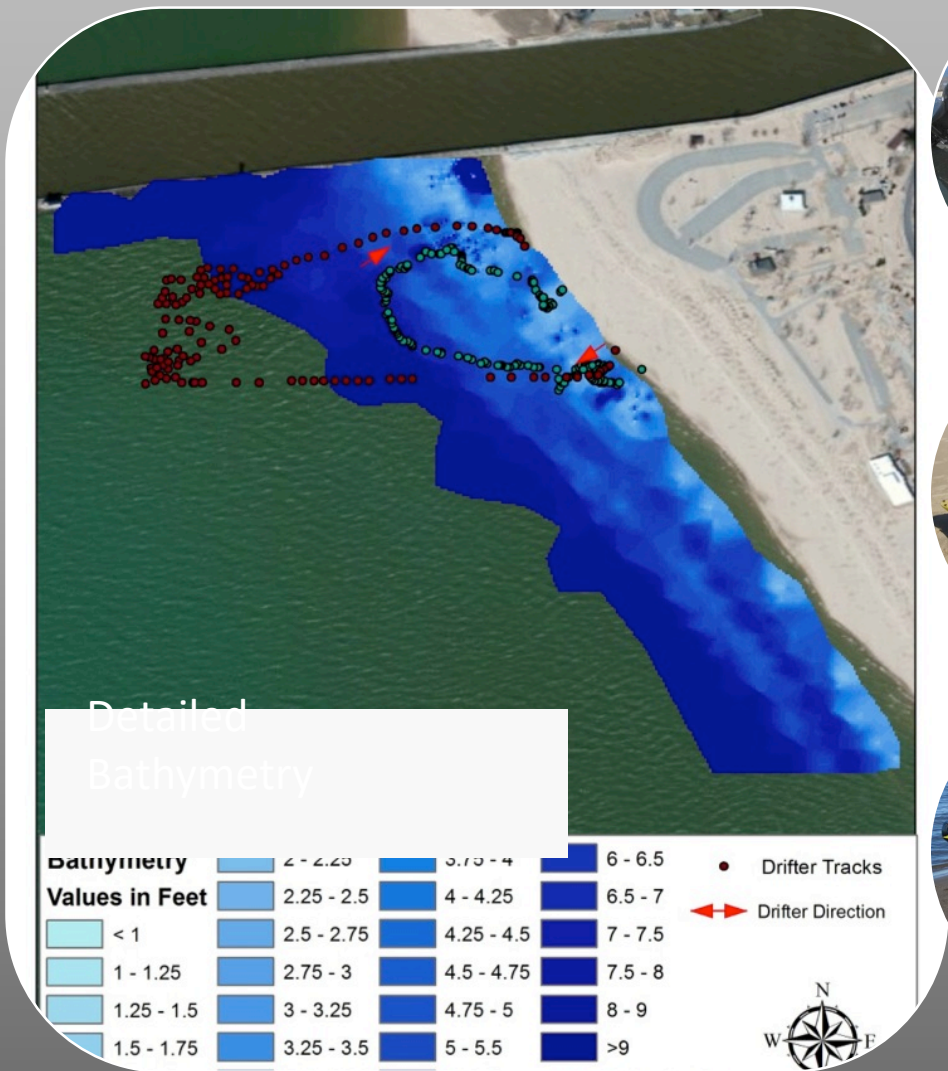 Detailed
Bathymetry
Bathymetry
Values in Feet
< 1
1 - 1.25
1.25 - 1.5
1.5 - 1.75
2 - 2.25
2.25 - 2.5
2.5 - 2.75
2.75 - 3
3 - 3.25
3.25 - 3.5
3.75 - 4
4 - 4.25
4.25 - 4.5
4.5 - 4.75
4.75 - 5
5 - 5.5
6 - 6.5
6.5 - 7
7 - 7.5
7.5 - 8
8 - 9
>9
Drifter Tracks
Drifter Direction
N
W